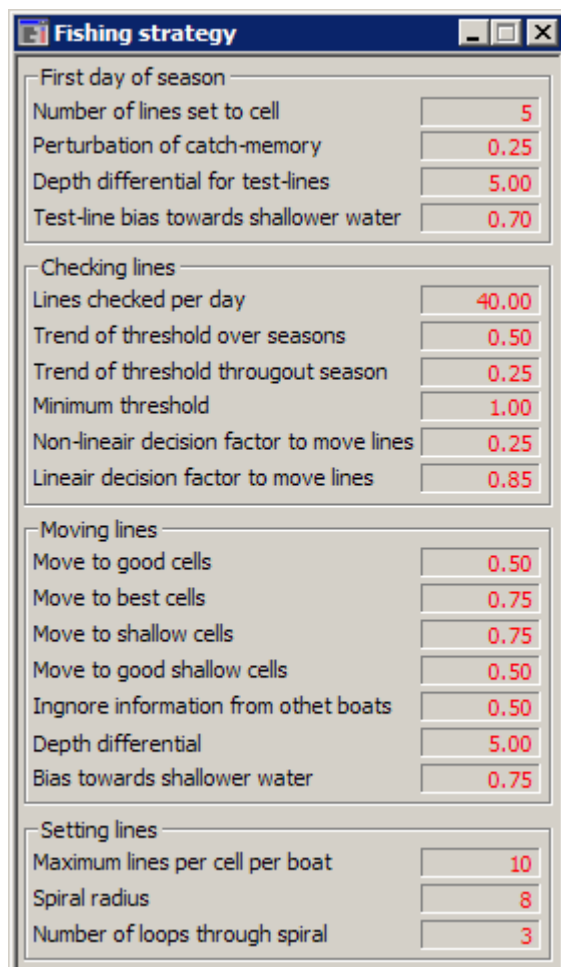 Fishing strategy
First day of season
Number of lines set to cell 5
Perturbation of catch-memory 0.25
Depth differential for test-lines 5.00
Test-line bias towards shallower water 0.70
Checking lines
Lines checked per day 40.00
Trend of threshold over seasons 0.50
Trend of threshold througout season 0.25
Minimum threshold 1.00
Non-lineair decision factor to move lines 0.25
Lineair decision factor to move lines 0.85
Moving lines
Move to good cells 0.50
Move to best cells 0.75
Move to shallow cells 0.75
Move to good shallow cells 0.50
Ingnore information from othet boats 0.50
Depth differential 5.00
Bias towards shallower water 0.75
Setting lines
Maximum lines per cell per boat 10
Spiral radius 8
Number of loops through spiral 3